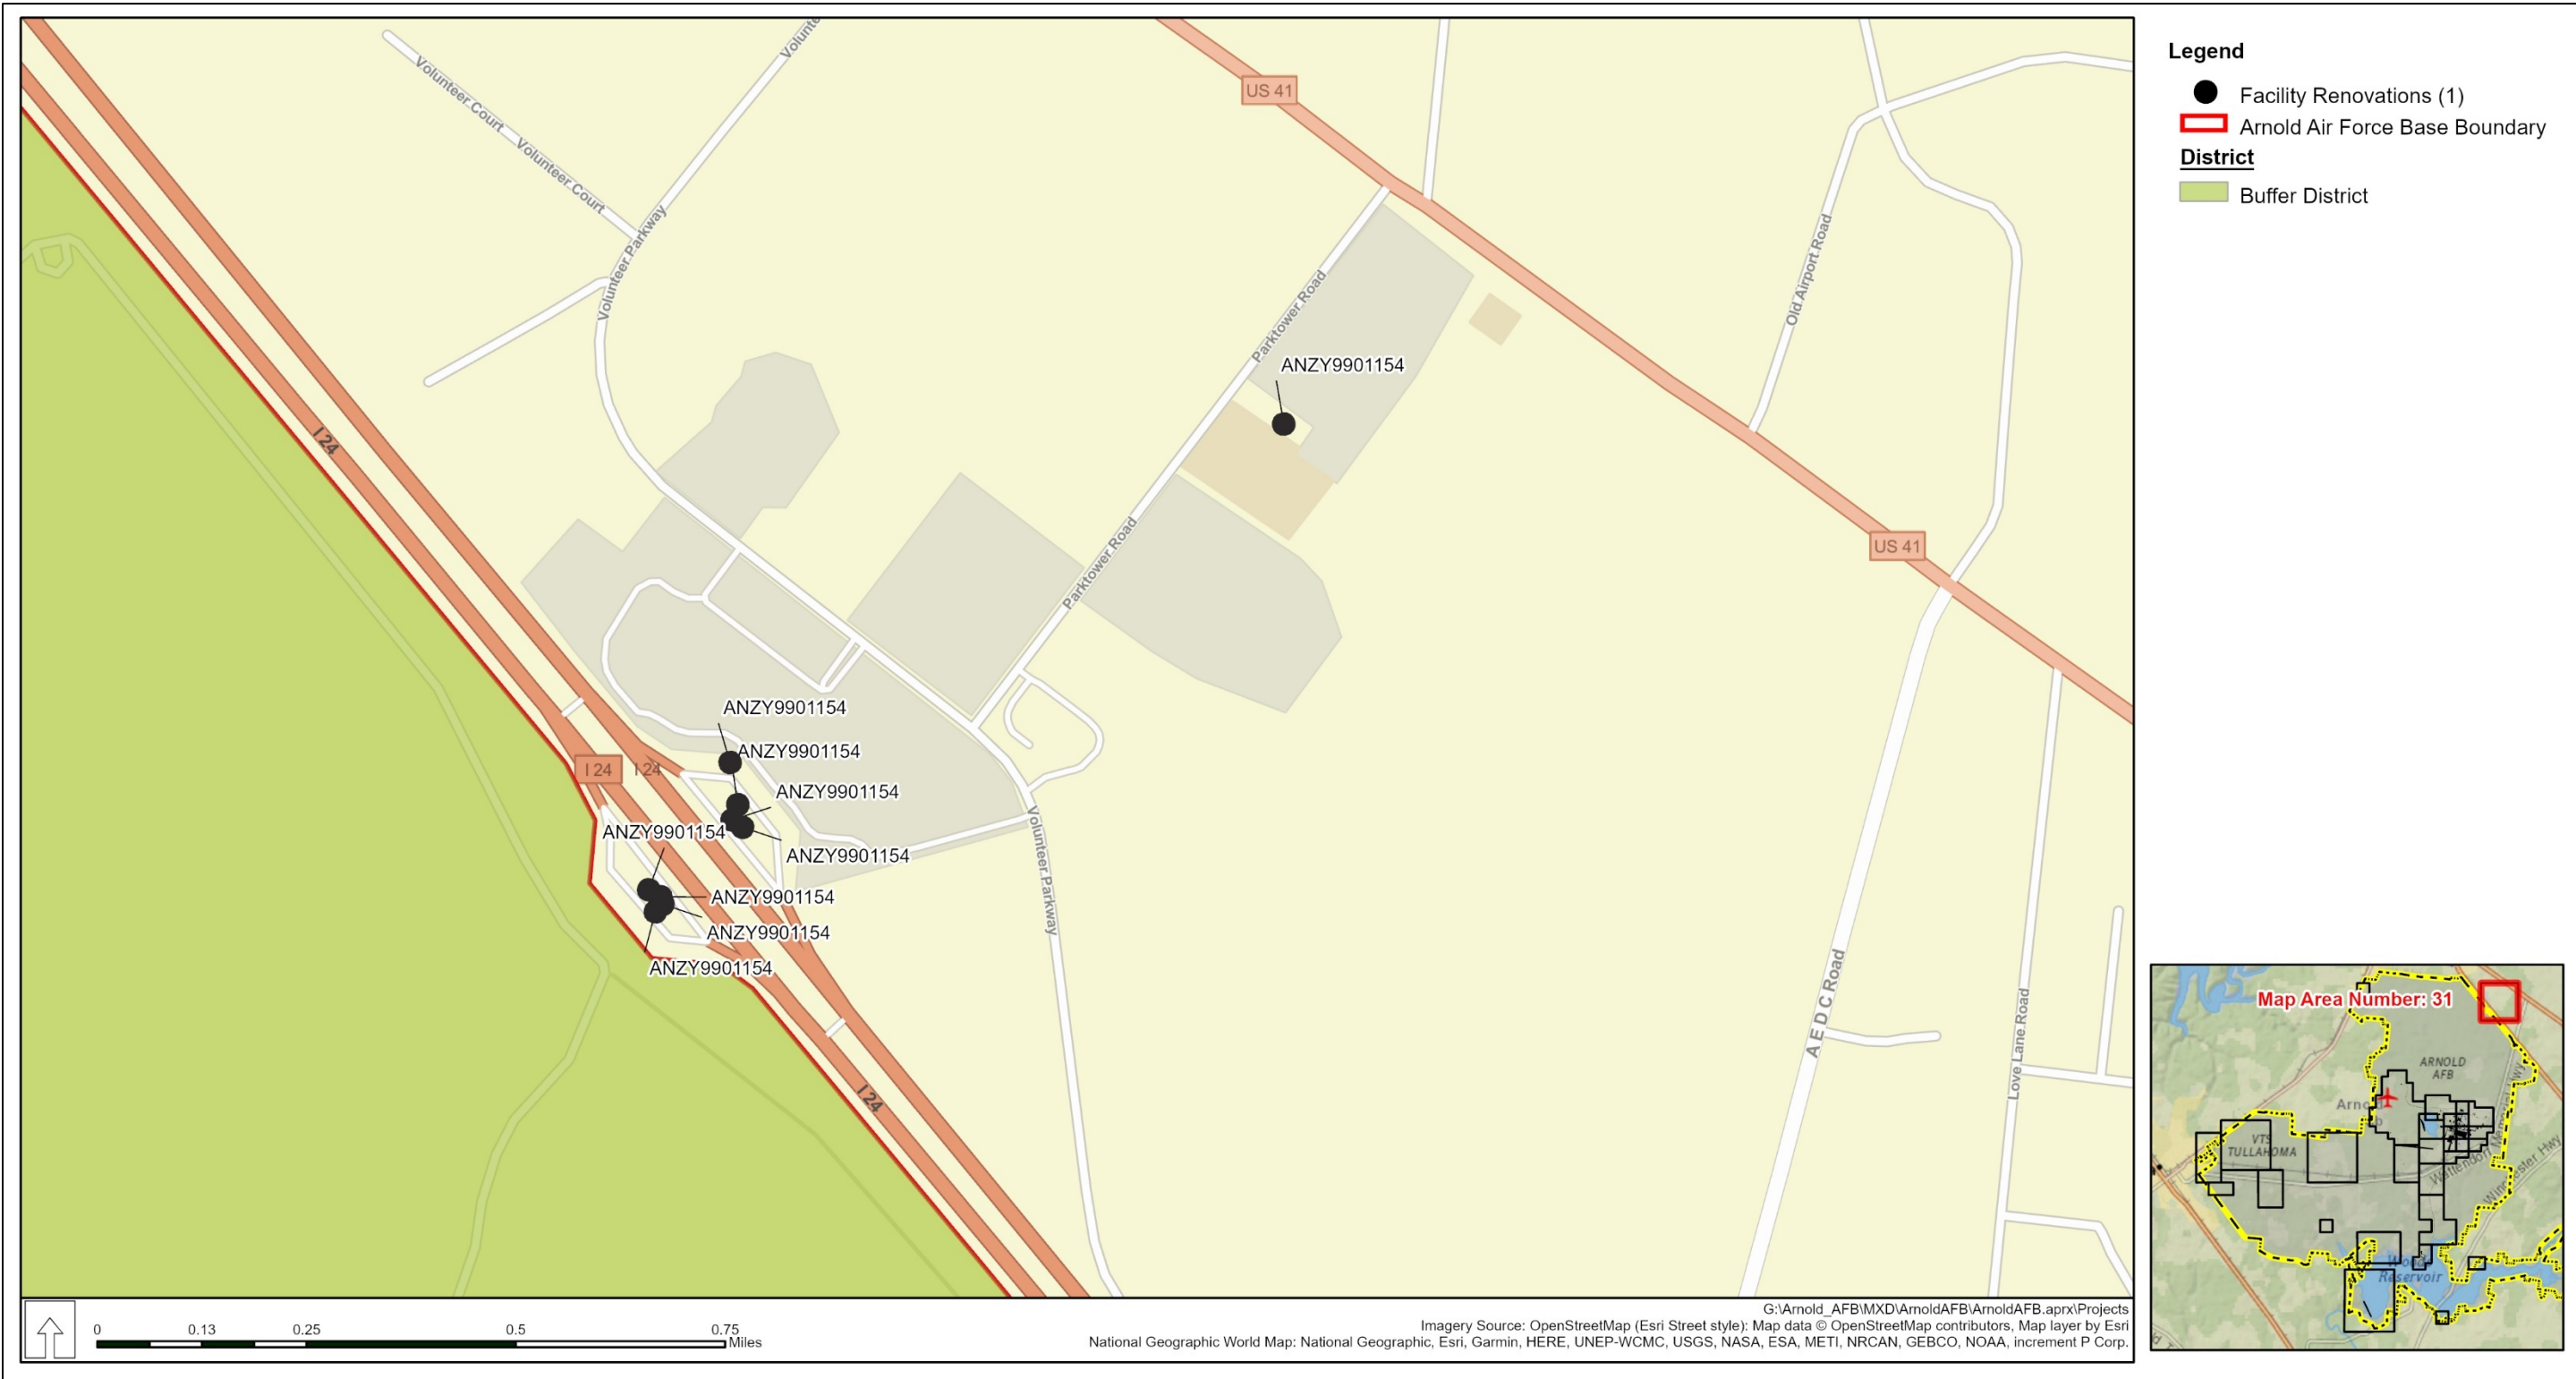 Volunteer Court
Volunteer Court
Volunteer Parkway
US 41
Parktower Road
Old Airport Road
ANZY9901154
I 24
Parktower Road
US 41
ANZY9901154
ANZY9901154
I 24
I 24
ANZY9901154
ANZY9901154
ANZY9901154
ANZY9901154
ANZY9901154
ANZY9901154
Volunteer Parkway
A E D C Road
Love Lane Road
I 24
0 0.13 0.25 0.5 0.75
Miles
G:\Arnold_AFB\MXD\ArnoldAFB\ArnoldAFB.aprx\Projects
Imagery Source: OpenStreetMap (Esri Street style): Map data © OpenStreetMap contributors, Map layer by Esri
National Geographic World Map: National Geographic, Esri, Garmin, HERE, UNEP-WCMC, USGS, NASA, ESA, METI, NRCAN, GEBCO, NOAA, increment P Corp.
Legend
Facility Renovations (1)
Arnold Air Force Base Boundary
District
Buffer District
Map Area Number: 31
ARNOLD
AFB
VTS
TULLAHOMA
Reservoir